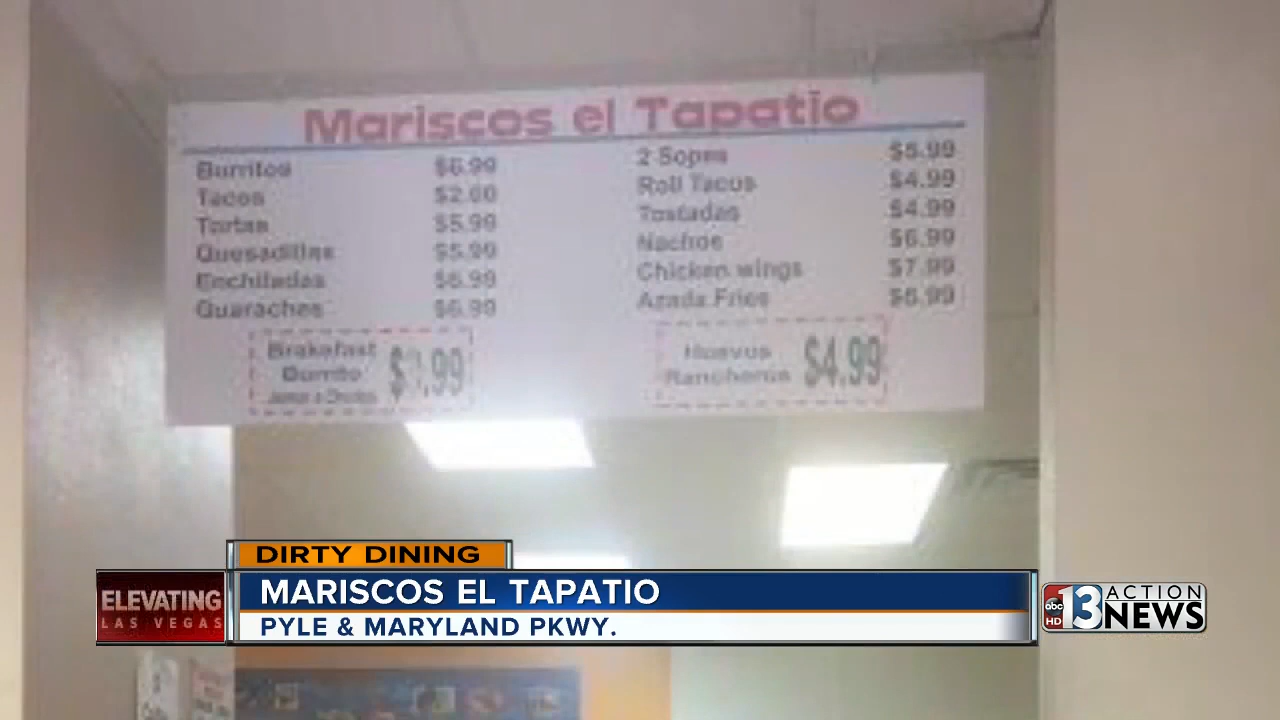 Mariscos el Tapatio
Burritos $6.99
Tacos $2.00
Tortas $5.99
Quesadillas $5.99
Enchiladas $6.99
Guaraches $6.99
2 Sopes $5.99
Roll Tacos $4.99
Tostadas $4.99
Nachos $6.99
Chicken wings $7.99
Azada Fries $6.99
Brakefast
Burrito
Huevos
Rancheros $4.99
DIRTY DINING
ELEVATING
LAS VEGAS
MARISCOS EL TAPATIO
PYLE & MARYLAND PKWY.
abc
HD
13
ACTION
NEWS